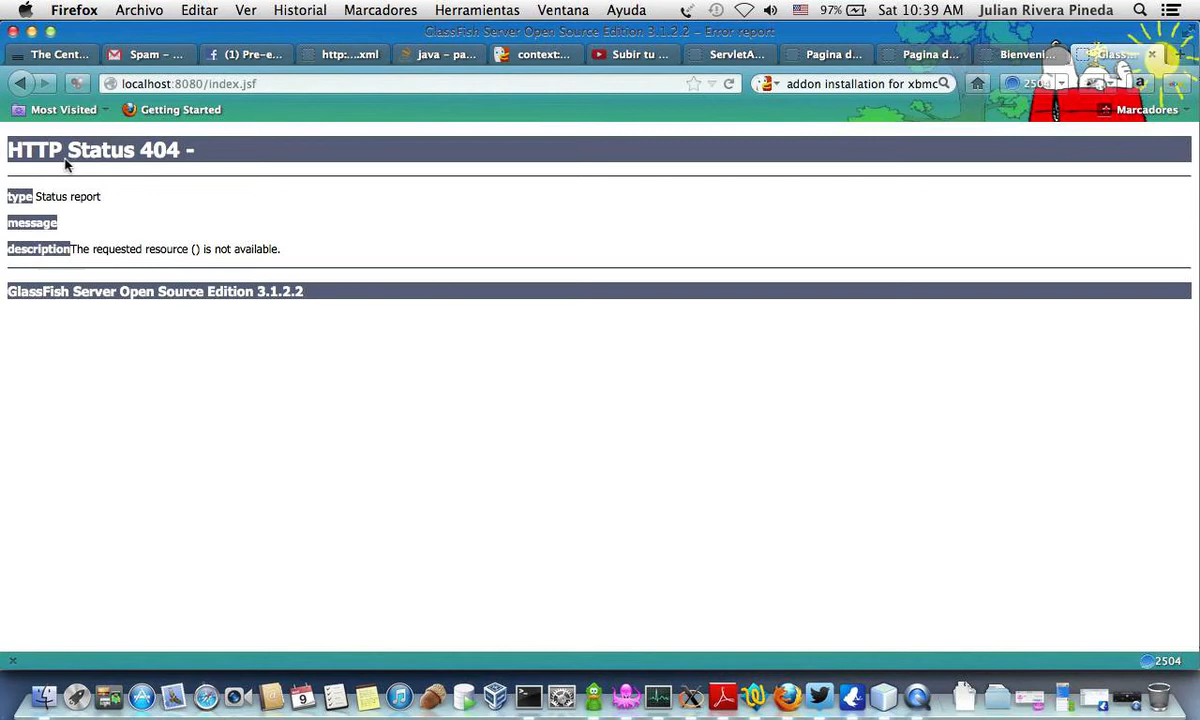 Firefox Archivo Editar Ver Historial Marcadores Herramientas Ventana Ayuda 97% Sat 10:39 AM Julian Rivera Pineda
GlassFish Server Open Source Edition 3.1.2.2 – Error report
The Cent... Spam – ... (1) Pre-e... http:....xml java – pa... context:... Subir tu ... ServletA... Pagina d... Pagina d... Bienveni... Glass...
localhost:8080/index.jsf addon installation for xbmc 2504 a
Most Visited Getting Started Marcadores
HTTP Status 404 -
type Status report
message
descriptionThe requested resource () is not available.
GlassFish Server Open Source Edition 3.1.2.2
2504
9